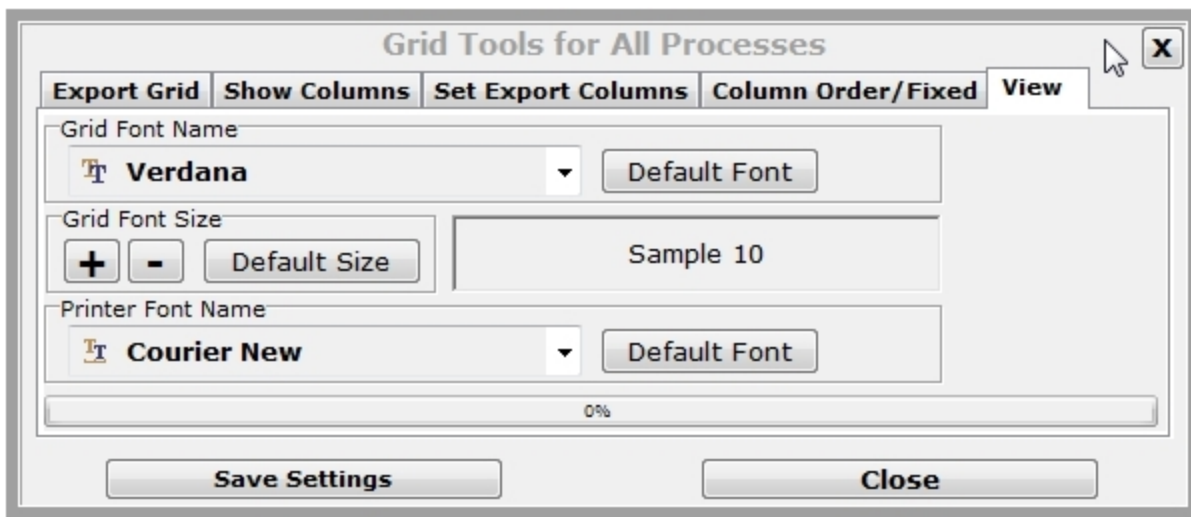 Grid Tools for All Processes
X
Export Grid Show Columns Set Export Columns Column Order/Fixed View
Grid Font Name
Verdana Default Font
Grid Font Size
+ - Default Size Sample 10
Printer Font Name
Courier New Default Font
0%
Save Settings Close